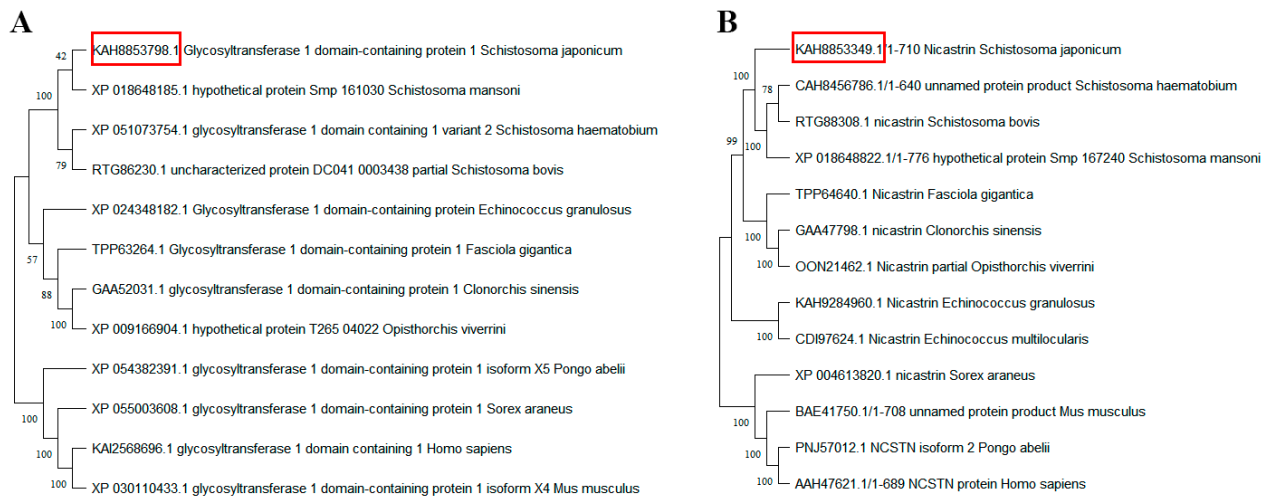 A
KAH8853798.1 Glycosyltransferase 1 domain-containing protein 1 Schistosoma japonicum
42
XP 018648185.1 hypothetical protein Smp 161030 Schistosoma mansoni
100
XP 051073754.1 glycosyltransferase 1 domain containing 1 variant 2 Schistosoma haematobium
79
RTG86230.1 uncharacterized protein DC041 0003438 partial Schistosoma bovis
XP 024348182.1 Glycosyltransferase 1 domain-containing protein Echinococcus granulosus
57
TPP63264.1 Glycosyltransferase 1 domain-containing protein 1 Fasciola gigantica
88
GAA52031.1 glycosyltransferase 1 domain-containing protein 1 Clonorchis sinensis
100
XP 009166904.1 hypothetical protein T265 04022 Opisthorchis viverrini
XP 054382391.1 glycosyltransferase 1 domain-containing protein 1 isoform X5 Pongo abelii
100
XP 055003608.1 glycosyltransferase 1 domain-containing protein 1 Sorex araneus
100
KAI2568696.1 glycosyltransferase 1 domain containing 1 Homo sapiens
100
XP 030110433.1 glycosyltransferase 1 domain-containing protein 1 isoform X4 Mus musculus
B
KAH8853349.1/1-710 Nicastrin Schistosoma japonicum
100
CAH8456786.1/1-640 unnamed protein product Schistosoma haematobium
78
RTG88308.1 nicastrin Schistosoma bovis
99
100
XP 018648822.1/1-776 hypothetical protein Smp 167240 Schistosoma mansoni
TPP64640.1 Nicastrin Fasciola gigantica
100
GAA47798.1 nicastrin Clonorchis sinensis
100
OON21462.1 Nicastrin partial Opisthorchis viverrini
KAH9284960.1 Nicastrin Echinococcus granulosus
100
CDI97624.1 Nicastrin Echinococcus multilocularis
XP 004613820.1 nicastrin Sorex araneus
100
BAE41750.1/1-708 unnamed protein product Mus musculus
100
PNJ57012.1 NCSTN isoform 2 Pongo abelii
100
AAH47621.1/1-689 NCSTN protein Homo sapiens